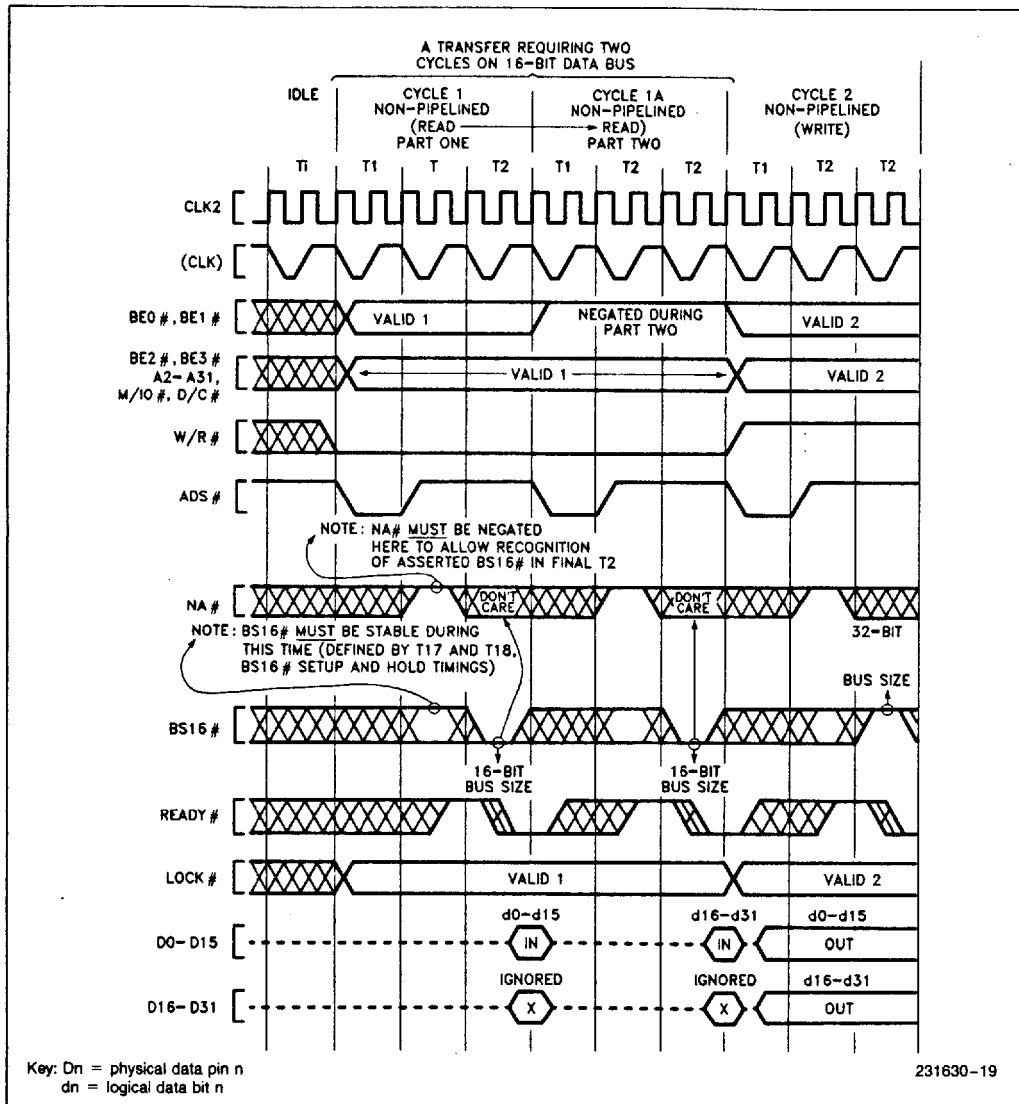 A TRANSFER REQUIRING TWO
CYCLES ON 16-BIT DATA BUS
IDLE
CYCLE 1
NON-PIPELINED
(READ
PART ONE
CYCLE 1A
NON-PIPELINED
READ)
PART TWO
CYCLE 2
NON-PIPELINED
(WRITE)
Ti T1 T T2 T1 T2 T2 T1 T2 T2
CLK2
(CLK)
BE0 #, BE1 #
VALID 1
NEGATED DURING
PART TWO
VALID 2
BE2 #, BE3 #
A2-A31,
M/IO #, D/C #
VALID 1
VALID 2
W/R #
ADS #
NOTE: NA# MUST BE NEGATED
HERE TO ALLOW RECOGNITION
OF ASSERTED BS16# IN FINAL T2
NA #
DON'T
CARE
DON'T
CARE
32-BIT
BUS SIZE
NOTE: BS16# MUST BE STABLE DURING
THIS TIME (DEFINED BY T17 AND T18,
BS16 # SETUP AND HOLD TIMINGS)
BS16 #
16-BIT
BUS SIZE
16-BIT
BUS SIZE
READY #
LOCK #
VALID 1
VALID 2
d0-d15
d16-d31
d0-d15
D0-D15
IN
IN
OUT
IGNORED
IGNORED
d16-d31
D16-D31
X
X
OUT
Key: Dn = physical data pin n
dn = logical data bit n
231630-19